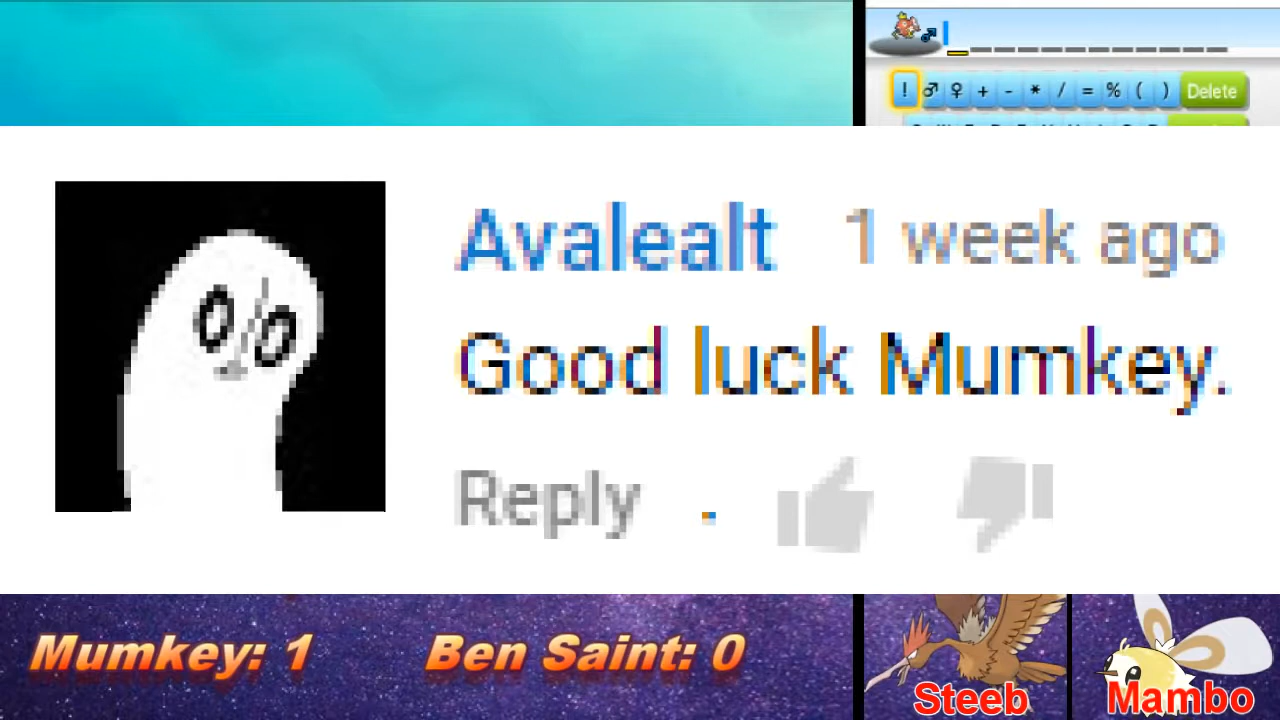 ! ♂ ♀ + - * / = % ( ) Delete
Avalealt 1 week ago
Good luck Mumkey.
Reply
Mumkey: 1 Ben Saint: 0
Steeb
Mambo